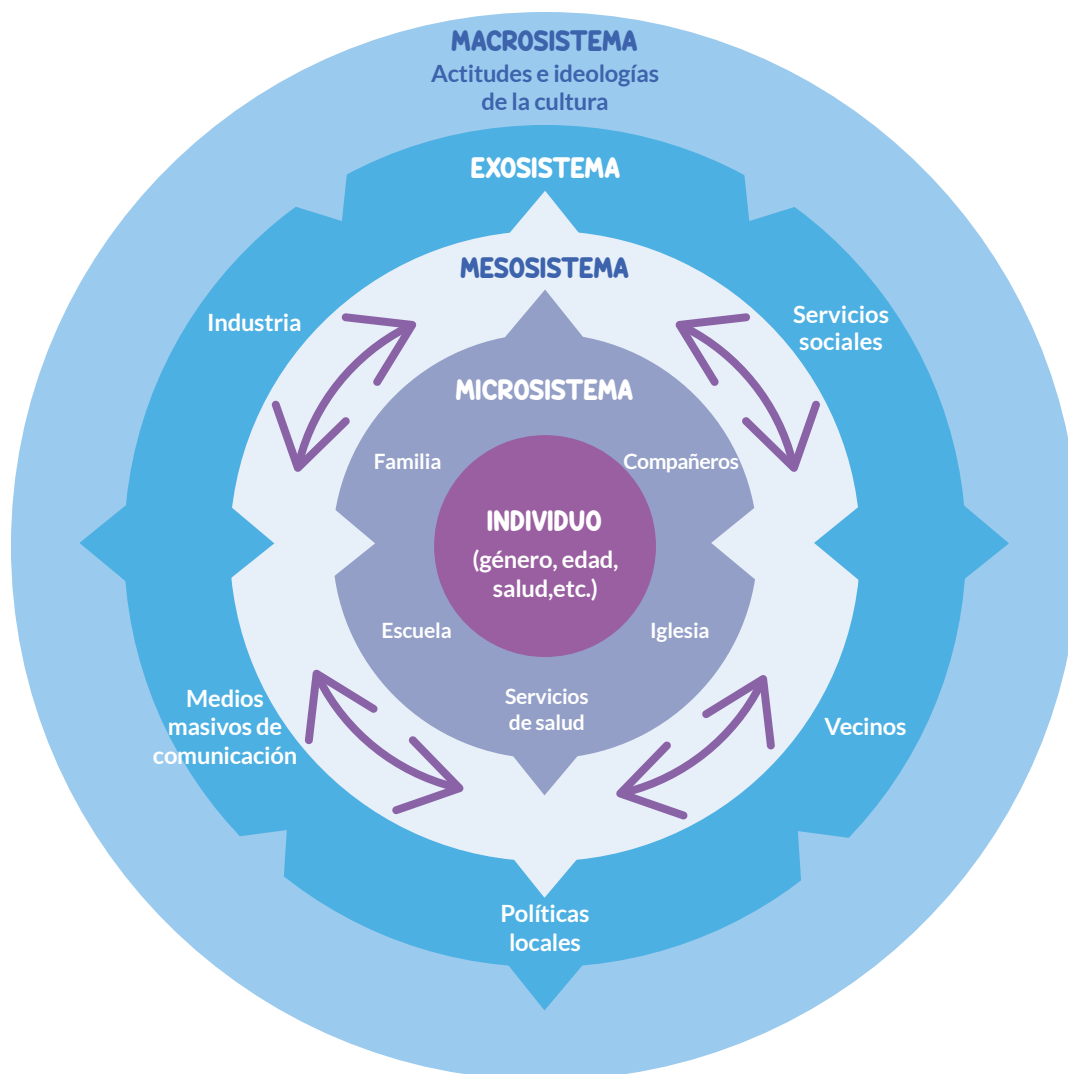 MACROSISTEMA
Actitudes e ideologías
de la cultura
EXOSISTEMA
MESOSISTEMA
Industria
Servicios
sociales
MICROSISTEMA
Familia
Compañeros
INDIVIDUO
(género, edad,
salud,etc.)
Escuela
Iglesia
Servicios
de salud
Medios
masivos de
comunicación
Vecinos
Políticas
locales